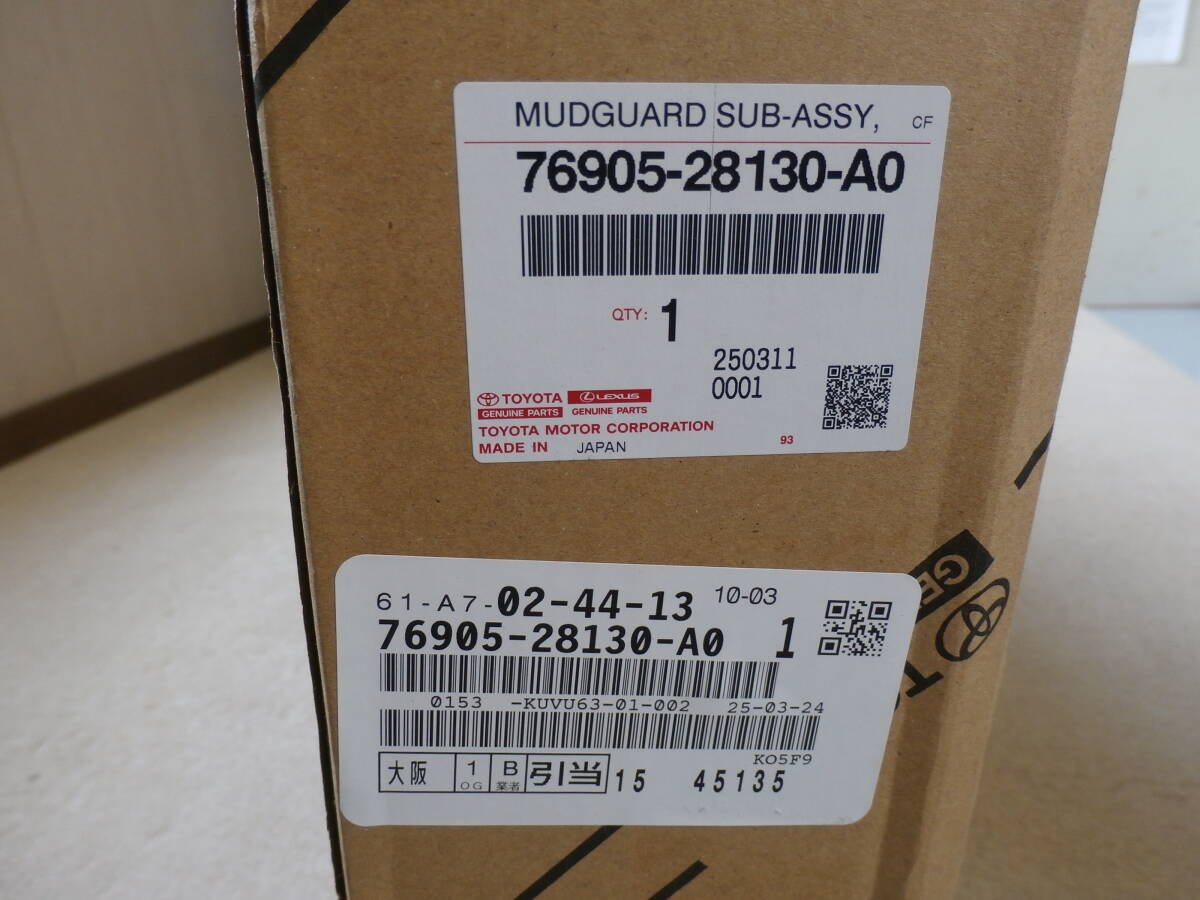 MUDGUARD SUB-ASSY, CF
76905-28130-A0
QTY: 1
250311
0001
TOYOTA LEXUS
GENUINE PARTS GENUINE PARTS
TOYOTA MOTOR CORPORATION
MADE IN JAPAN 93
61-A7-02-44-13 10-03
76905-28130-A0 1
0153 -KUVU63-01-002 25-03-24
KO5F9
大阪 1 OG B 業者 引当 15 45135